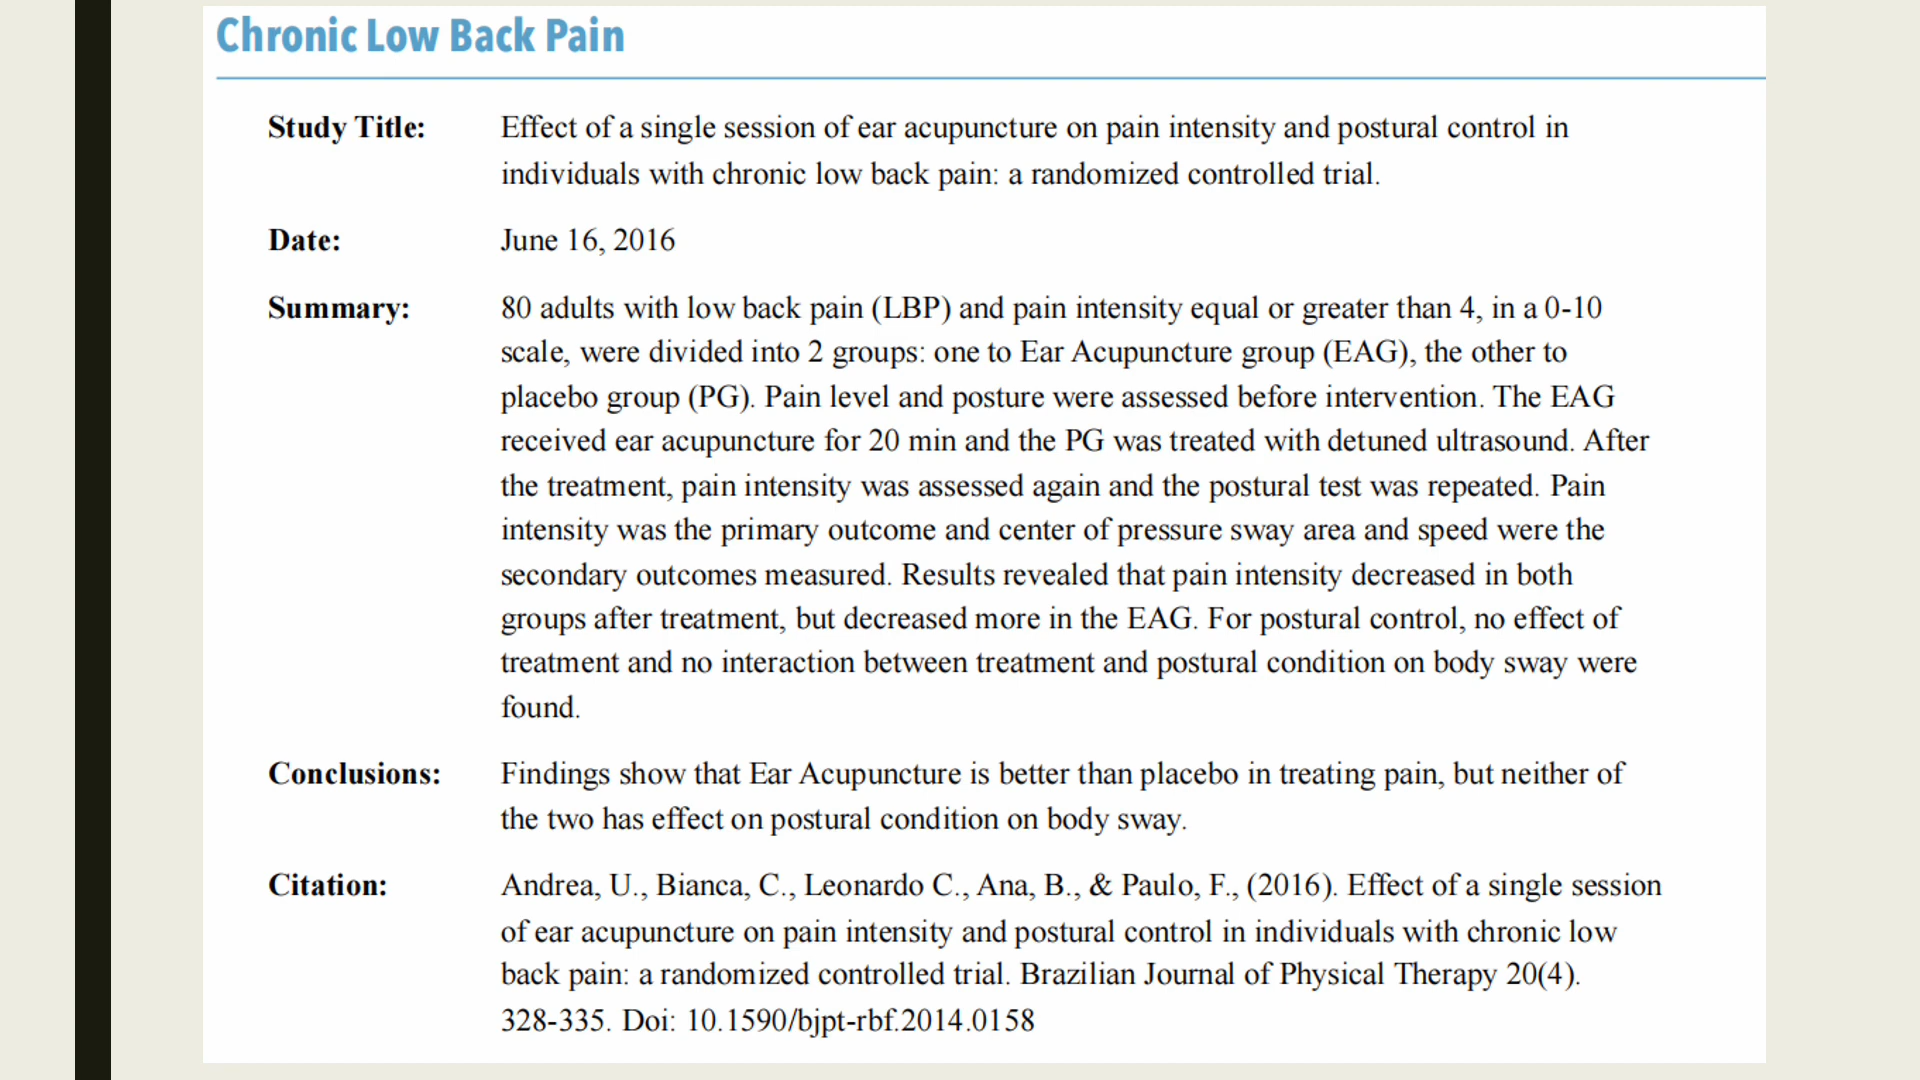 Chronic Low Back Pain
Study Title: Effect of a single session of ear acupuncture on pain intensity and postural control in
individuals with chronic low back pain: a randomized controlled trial.
Date: June 16, 2016
Summary: 80 adults with low back pain (LBP) and pain intensity equal or greater than 4, in a 0-10
scale, were divided into 2 groups: one to Ear Acupuncture group (EAG), the other to
placebo group (PG). Pain level and posture were assessed before intervention. The EAG
received ear acupuncture for 20 min and the PG was treated with detuned ultrasound. After
the treatment, pain intensity was assessed again and the postural test was repeated. Pain
intensity was the primary outcome and center of pressure sway area and speed were the
secondary outcomes measured. Results revealed that pain intensity decreased in both
groups after treatment, but decreased more in the EAG. For postural control, no effect of
treatment and no interaction between treatment and postural condition on body sway were
found.
Conclusions: Findings show that Ear Acupuncture is better than placebo in treating pain, but neither of
the two has effect on postural condition on body sway.
Citation: Andrea, U., Bianca, C., Leonardo C., Ana, B., & Paulo, F., (2016). Effect of a single session
of ear acupuncture on pain intensity and postural control in individuals with chronic low
back pain: a randomized controlled trial. Brazilian Journal of Physical Therapy 20(4).
328-335. Doi: 10.1590/bjpt-rbf.2014.0158